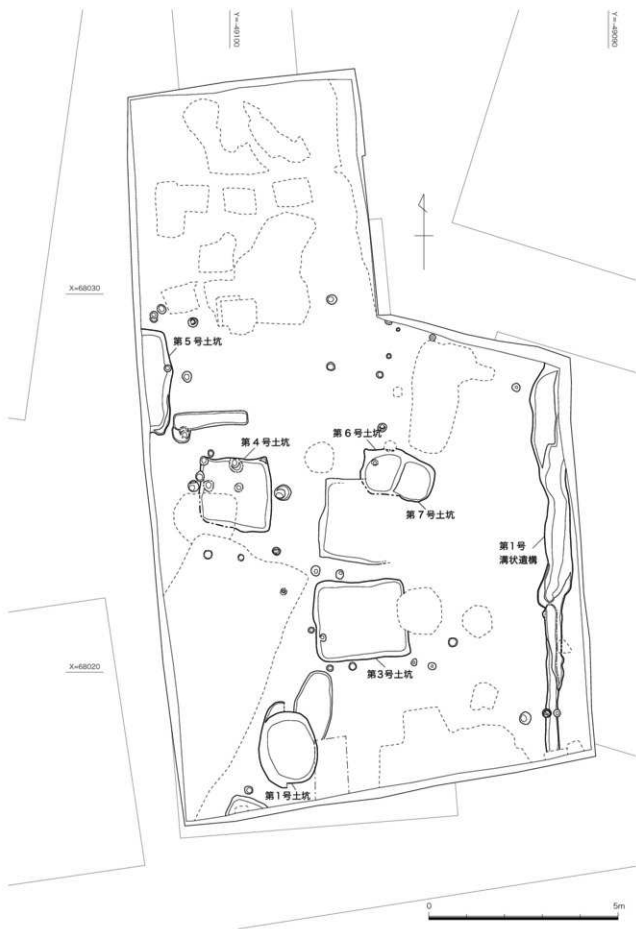 Y=-49100
Y=-49090
X=68030
第5号土坑
第4号土坑
第6号土坑
第7号土坑
第1号
溝状遺構
第3号土坑
X=68020
第1号土坑
0
5m